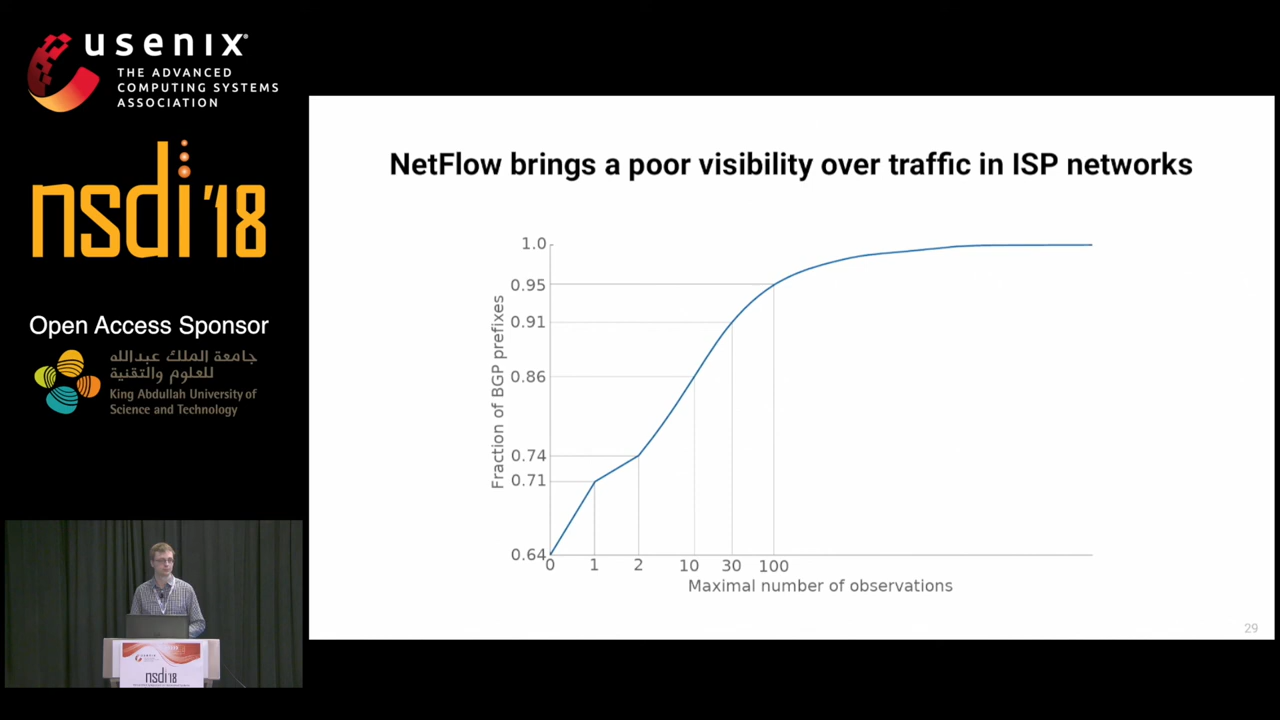 usenix
THE ADVANCED
COMPUTING SYSTEMS
ASSOCIATION
nsdi '18
Open Access Sponsor
جامعة الملك عبدالله
للعلوم والتقنية
King Abdullah University of
Science and Technology
NetFlow brings a poor visibility over traffic in ISP networks
Fraction of BGP prefixes
1.0
0.95
0.91
0.86
0.74
0.71
0.64
0 1 2 10 30 100
Maximal number of observations
29
usenix
nsdi '18